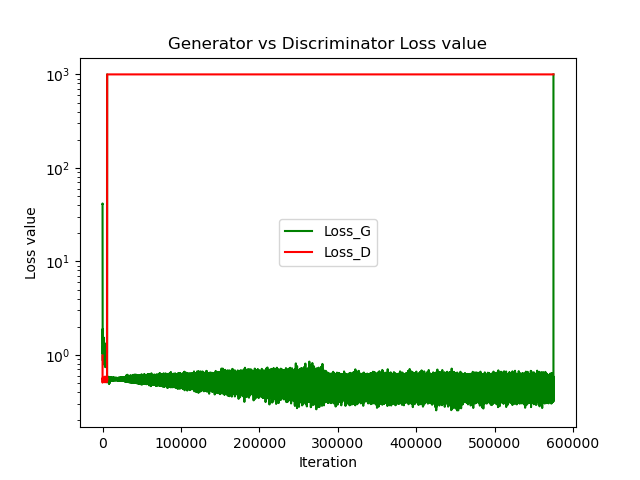 Generator vs Discriminator Loss value
10³
10²
10¹
10⁰
Loss value
Loss_G
Loss_D
0 100000 200000 300000 400000 500000 600000
Iteration